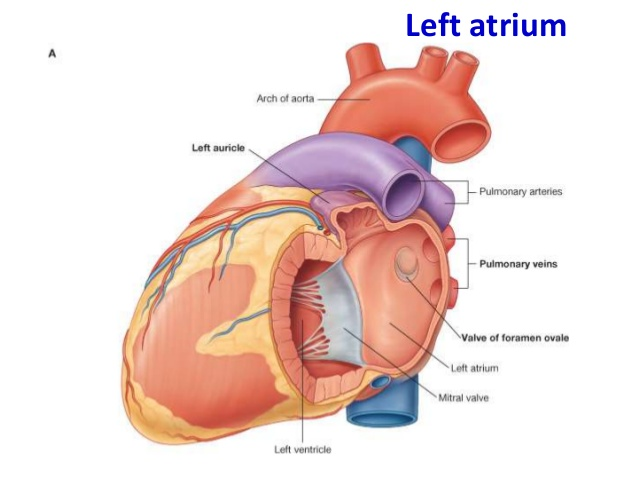 Left atrium
A
Arch of aorta
Left auricle
Pulmonary arteries
Pulmonary veins
Valve of foramen ovale
Left atrium
Mitral valve
Left ventricle